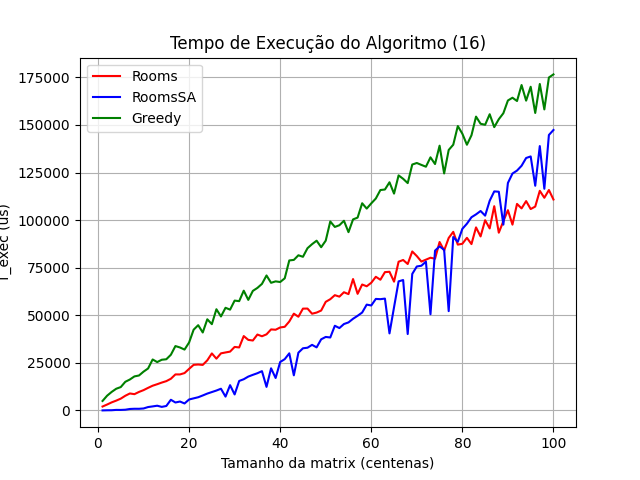 Tempo de Execução do Algoritmo (16)
Rooms
RoomsSA
Greedy
175000
150000
125000
100000
75000
50000
25000
0
T_exec (us)
0 20 40 60 80 100
Tamanho da matrix (centenas)